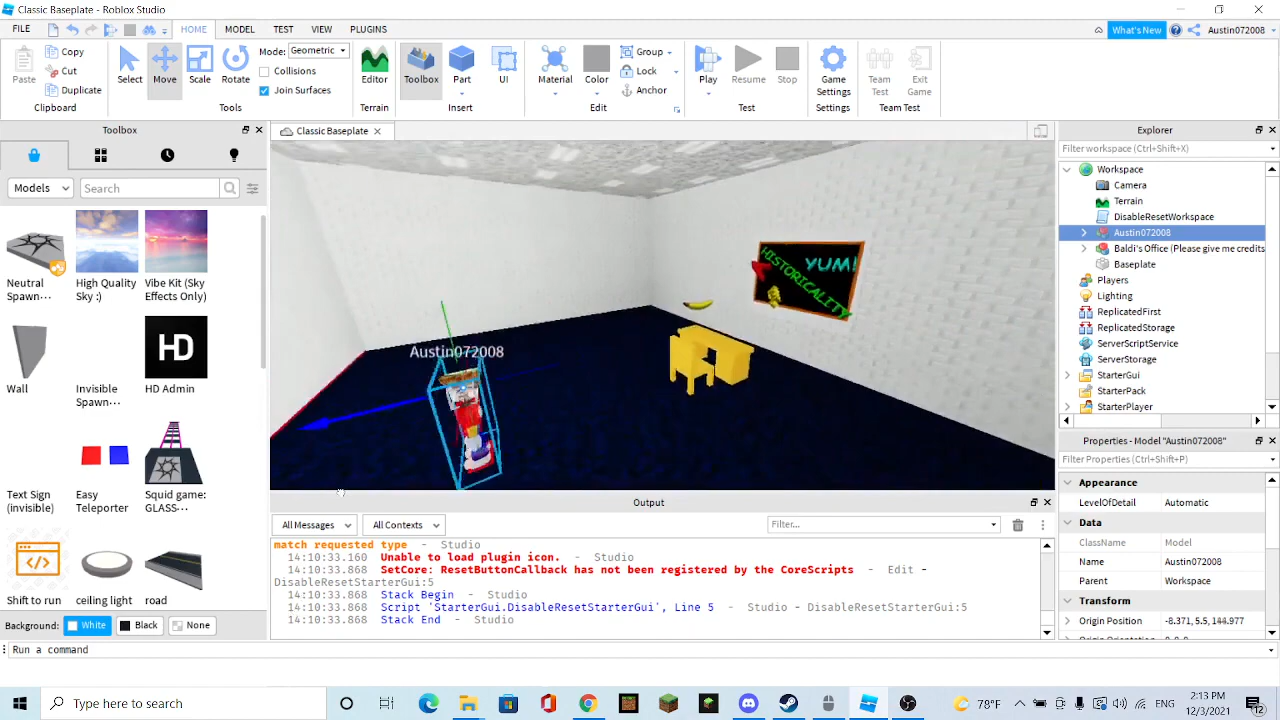 Classic Baseplate - Roblox Studio
FILE HOME MODEL TEST VIEW PLUGINS What's New Austin072008
Paste Copy Cut Duplicate Clipboard
Select Move Scale Rotate Mode: Geometric Collisions Join Surfaces Tools
Editor Terrain
Toolbox Part UI Insert
Material Color Group Lock Anchor Edit
Play Resume Stop Test
Game Settings Settings
Team Test Exit Game Team Test
Toolbox
Models Search
Neutral Spawn... High Quality Sky :) Vibe Kit (Sky Effects Only)
HD
Wall Invisible Spawn... HD Admin
Text Sign (invisible) Easy Teleporter Squid game: GLASS...
Shift to run ceiling light road
Background: White Black None
Classic Baseplate
HISTORICALITY
YUM!
Austin072008
Output
All Messages All Contexts Filter...
match requested type - Studio
14:10:33.160 Unable to load plugin icon. - Studio
14:10:33.868 SetCore: ResetButtonCallback has not been registered by the CoreScripts - Edit -
DisableResetStarterGui:5
14:10:33.868 Stack Begin - Studio
14:10:33.868 Script 'StarterGui.DisableResetStarterGui', Line 5 - Studio - DisableResetStarterGui:5
14:10:33.868 Stack End - Studio
Explorer
Filter workspace (Ctrl+Shift+X)
Workspace
Camera
Terrain
DisableResetWorkspace
Austin072008
Baldi's Office (Please give me credits
Baseplate
Players
Lighting
ReplicatedFirst
ReplicatedStorage
ServerScriptService
ServerStorage
StarterGui
StarterPack
StarterPlayer
Properties - Model "Austin072008"
Filter Properties (Ctrl+Shift+P)
Appearance
LevelOfDetail Automatic
Data
ClassName Model
Name Austin072008
Parent Workspace
Transform
Origin Position -8.371, 5.5, 144.977
Run a command
Type here to search
78°F ENG 2:13 PM
12/3/2021